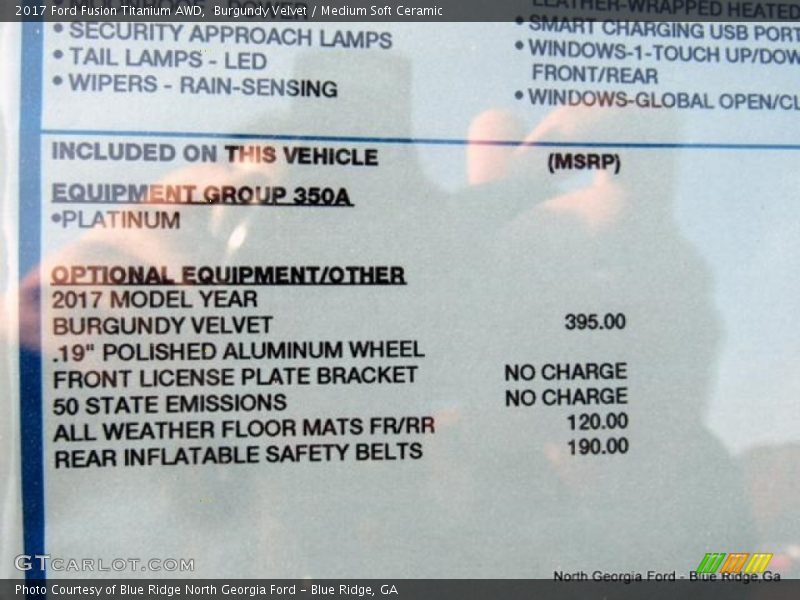 2017 Ford Fusion Titanium AWD, Burgundy Velvet / Medium Soft Ceramic
• SECURITY APPROACH LAMPS
• TAIL LAMPS - LED
• WIPERS - RAIN-SENSING
LEATHER-WRAPPED HEATED
• SMART CHARGING USB PORT
• WINDOWS-1-TOUCH UP/DOW
FRONT/REAR
• WINDOWS-GLOBAL OPEN/CL
INCLUDED ON THIS VEHICLE (MSRP)
EQUIPMENT GROUP 350A
•PLATINUM
OPTIONAL EQUIPMENT/OTHER
2017 MODEL YEAR
BURGUNDY VELVET 395.00
.19" POLISHED ALUMINUM WHEEL
FRONT LICENSE PLATE BRACKET NO CHARGE
50 STATE EMISSIONS NO CHARGE
ALL WEATHER FLOOR MATS FR/RR 120.00
REAR INFLATABLE SAFETY BELTS 190.00
GTCARLOT.COM
North Georgia Ford - Blue Ridge,Ga
Photo Courtesy of Blue Ridge North Georgia Ford - Blue Ridge, GA